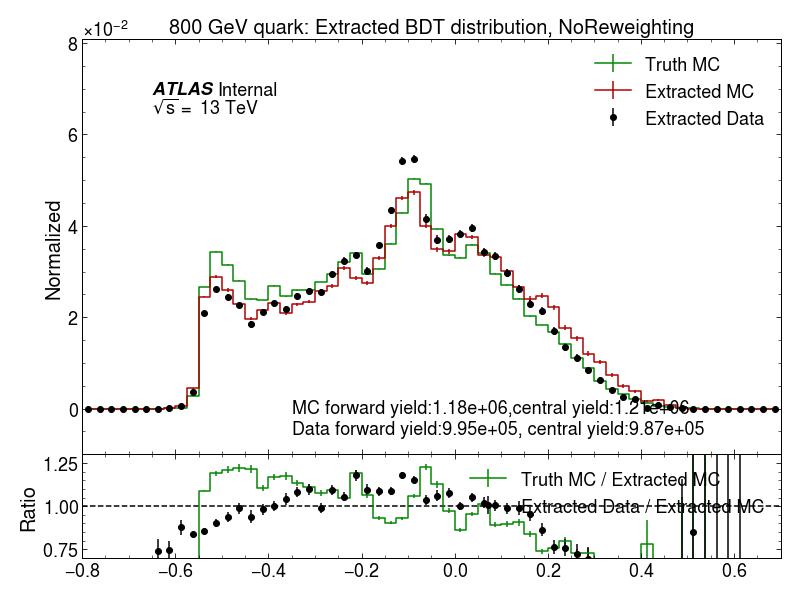 ×10⁻² 800 GeV quark: Extracted BDT distribution, NoReweighting
8
ATLAS Internal
√s = 13 TeV
Truth MC
Extracted MC
Extracted Data
6
4
2
0
Normalized
MC forward yield:1.18e+06,central yield:1.21e+06
Data forward yield:9.95e+05, central yield:9.87e+05
1.25
1.00
0.75
Ratio
Truth MC / Extracted MC
Extracted Data / Extracted MC
−0.8 −0.6 −0.4 −0.2 0.0 0.2 0.4 0.6